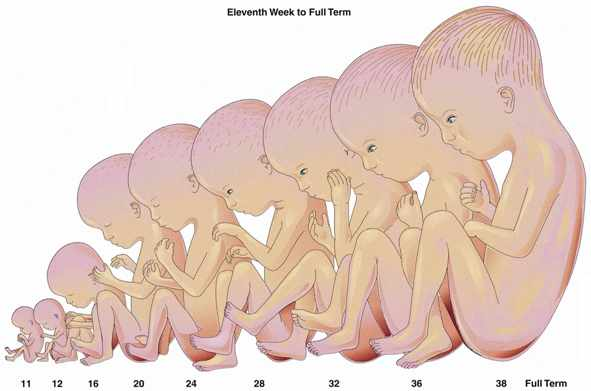 Eleventh Week to Full Term
11 12 16 20 24 28 32 36 38 Full Term